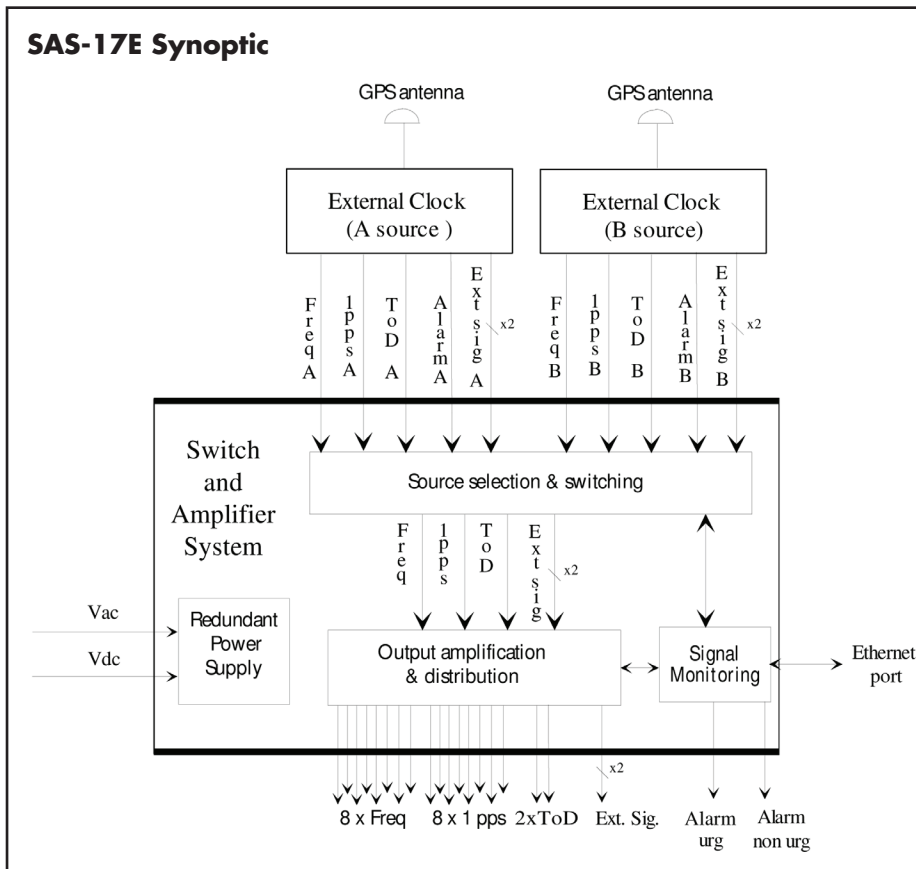 SAS-17E Synoptic
GPS antenna
GPS antenna
External Clock
(A source )
External Clock
(B source)
Freq A
1pps A
ToD A
Alarm A
Ext sig A
x2
Freq B
1pps B
ToD B
Alarm B
Ext sig B
x2
Switch
and
Amplifier
System
Source selection & switching
Freq
1pps
ToD
Ext sig
x2
Vac
Vdc
Redundant
Power
Supply
Output amplification
& distribution
Signal
Monitoring
Ethernet
port
x2
8 x Freq
8 x 1 pps
2xToD
Ext. Sig.
Alarm
urg
Alarm
non urg